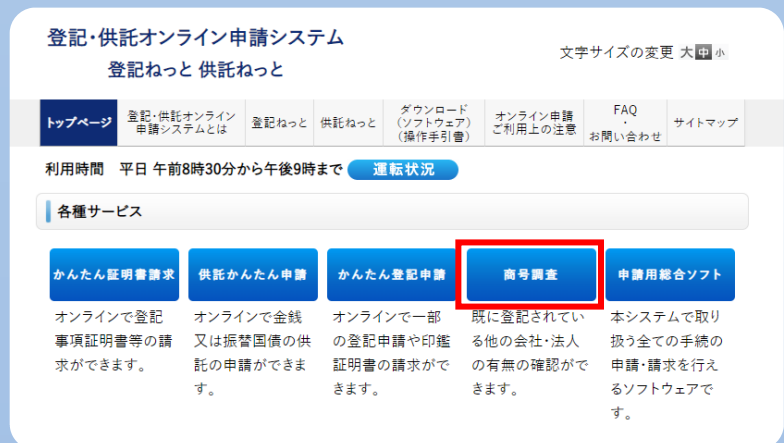 登記・供託オンライン申請システム
登記ねっと 供託ねっと
文字サイズの変更 大 中 小
トップページ
登記・供託オンライン
申請システムとは
登記ねっと
供託ねっと
ダウンロード
（ソフトウェア）
（操作手引書）
オンライン申請
ご利用上の注意
FAQ
・
お問い合わせ
サイトマップ
利用時間 平日 午前8時30分から午後9時まで 運転状況
各種サービス
かんたん証明書請求
オンラインで登記
事項証明書等の請
求ができます。
供託かんたん申請
オンラインで金銭
又は振替国債の供
託の申請ができま
す。
かんたん登記申請
オンラインで一部
の登記申請や印鑑
証明書の請求がで
きます。
商号調査
既に登記されてい
る他の会社・法人
の有無の確認がで
きます。
申請用総合ソフト
本システムで取り
扱う全ての手続の
申請・請求を行え
るソフトウェアで
す。